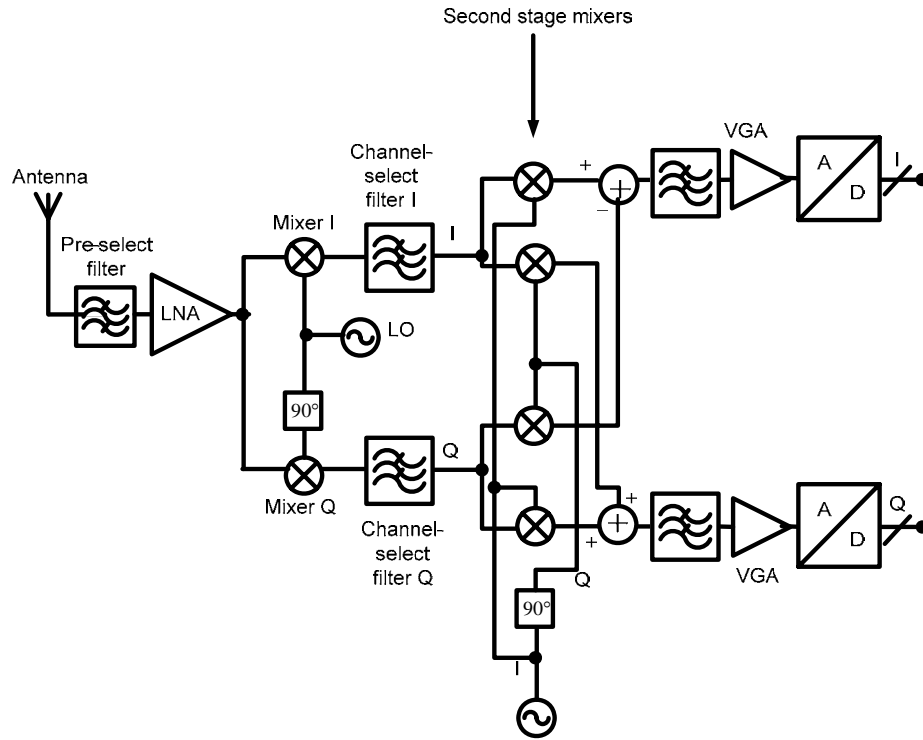 Second stage mixers
VGA
Channel-
select
filter I
A
D
I
Antenna
Mixer I
+
+
−
I
Pre-select
filter
LNA
LO
90°
Q
Mixer Q
Channel-
select
filter Q
+
+
+
A
D
Q
VGA
Q
90°
I